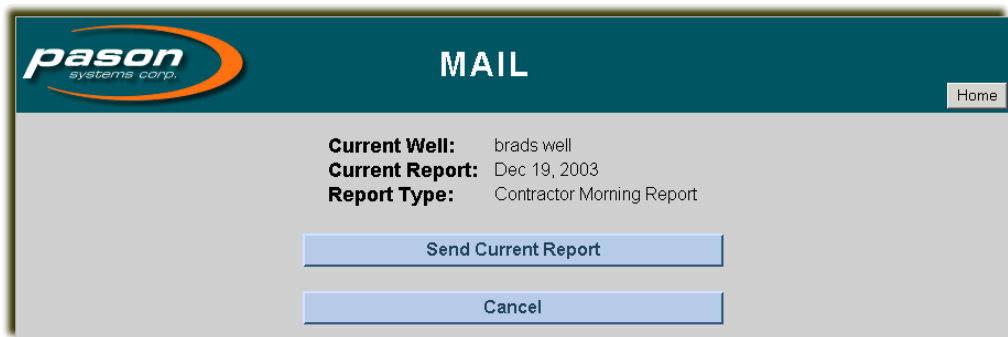 pason
systems corp.
MAIL
Home
Current Well: brads well
Current Report: Dec 19, 2003
Report Type: Contractor Morning Report
Send Current Report
Cancel